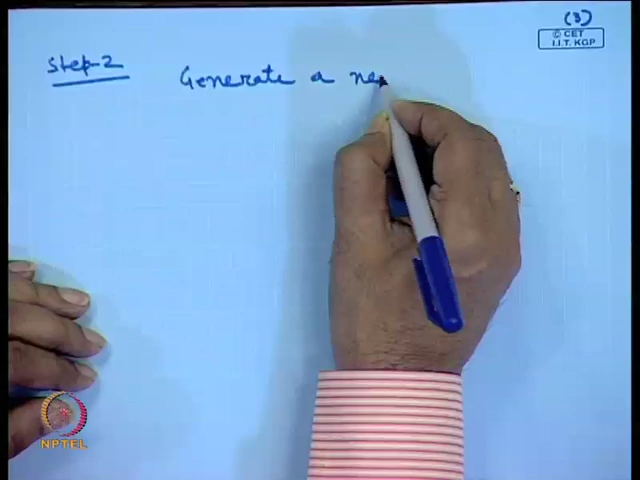 (3)
© CET
I.I.T. KGP
Step-2 Generate a ne
NPTEL